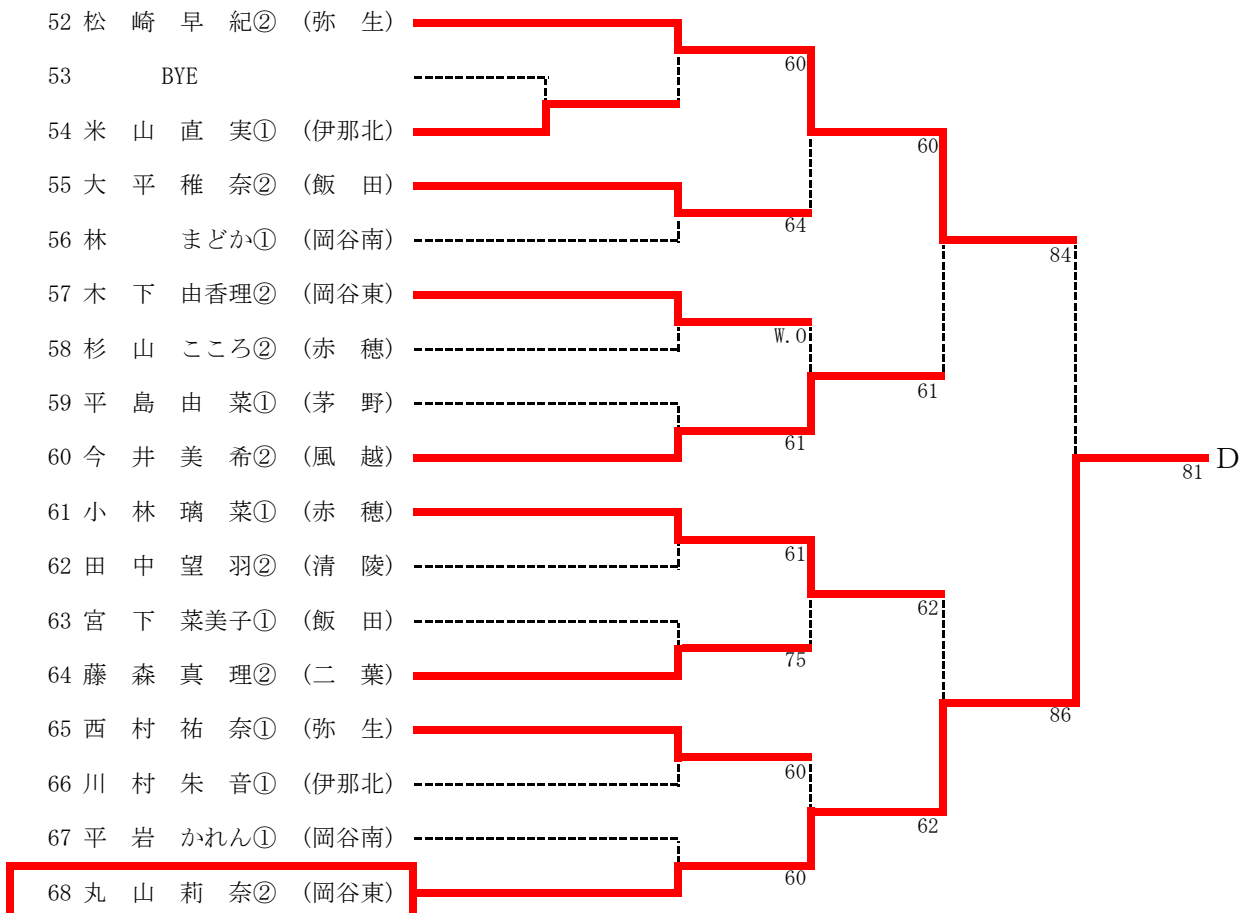 52 松　崎　早　紀② (弥　生)
60
53 BYE
54 米　山　直　実① (伊那北)
60
55 大　平　稚　奈② (飯　田)
64
56 林　　　まどか① (岡谷南)
84
57 木　下　由香理② (岡谷東)
W.O
58 杉　山　こころ② (赤　穂)
61
59 平　島　由　菜① (茅　野)
61
60 今　井　美　希② (風　越)
81 D
61 小　林　璃　菜① (赤　穂)
61
62 田　中　望　羽② (清　陵)
62
63 宮　下　菜美子① (飯　田)
75
64 藤　森　真　理② (二　葉)
86
65 西　村　祐　奈① (弥　生)
60
66 川　村　朱　音① (伊那北)
62
67 平　岩　かれん① (岡谷南)
60
68 丸　山　莉　奈② (岡谷東)